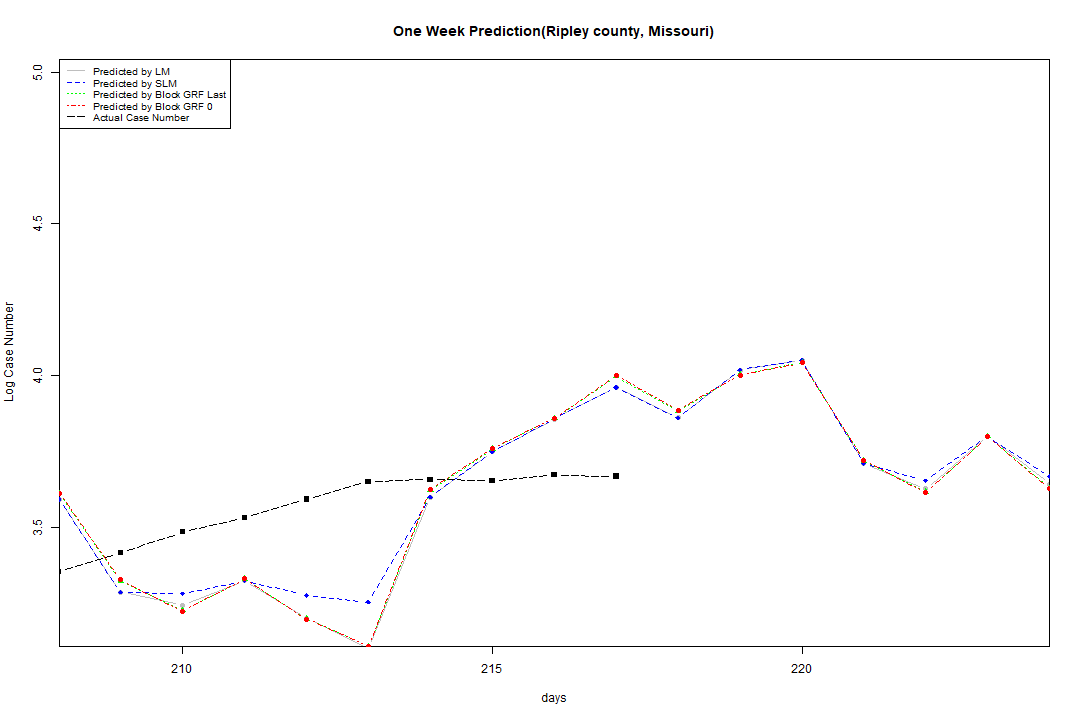 One Week Prediction(Ripley county, Missouri)
Predicted by LM
Predicted by SLM
Predicted by Block GRF Last
Predicted by Block GRF 0
Actual Case Number
5.0
4.5
4.0
3.5
Log Case Number
210 215 220
days